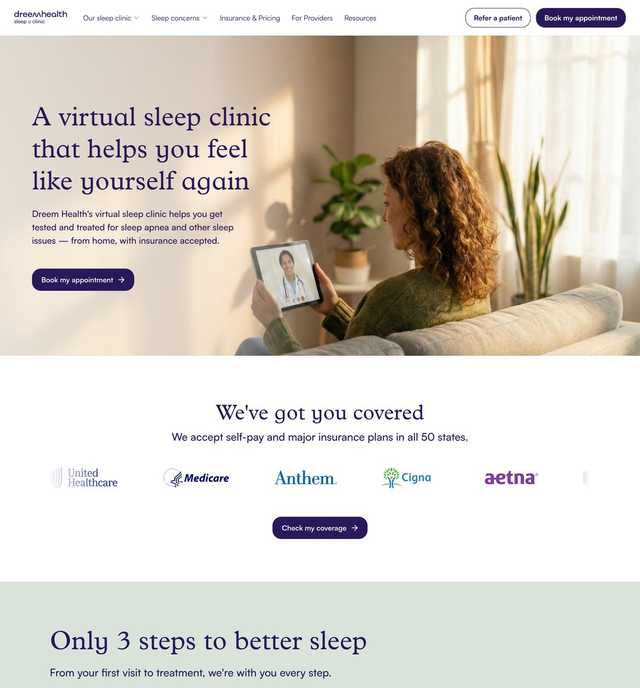 dreemhealth
sleep clinic
Our sleep clinic
Sleep concerns
Insurance & Pricing
For Providers
Resources
Refer a patient
Book my appointment
A virtual sleep clinic
that helps you feel
like yourself again
Dreem Health's virtual sleep clinic helps you get
tested and treated for sleep apnea and other sleep
issues — from home, with insurance accepted.
Book my appointment →
We've got you covered
We accept self-pay and major insurance plans in all 50 states.
United
Healthcare
Medicare
Anthem
Cigna
aetna
Check my coverage →
Only 3 steps to better sleep
From your first visit to treatment, we're with you every step.